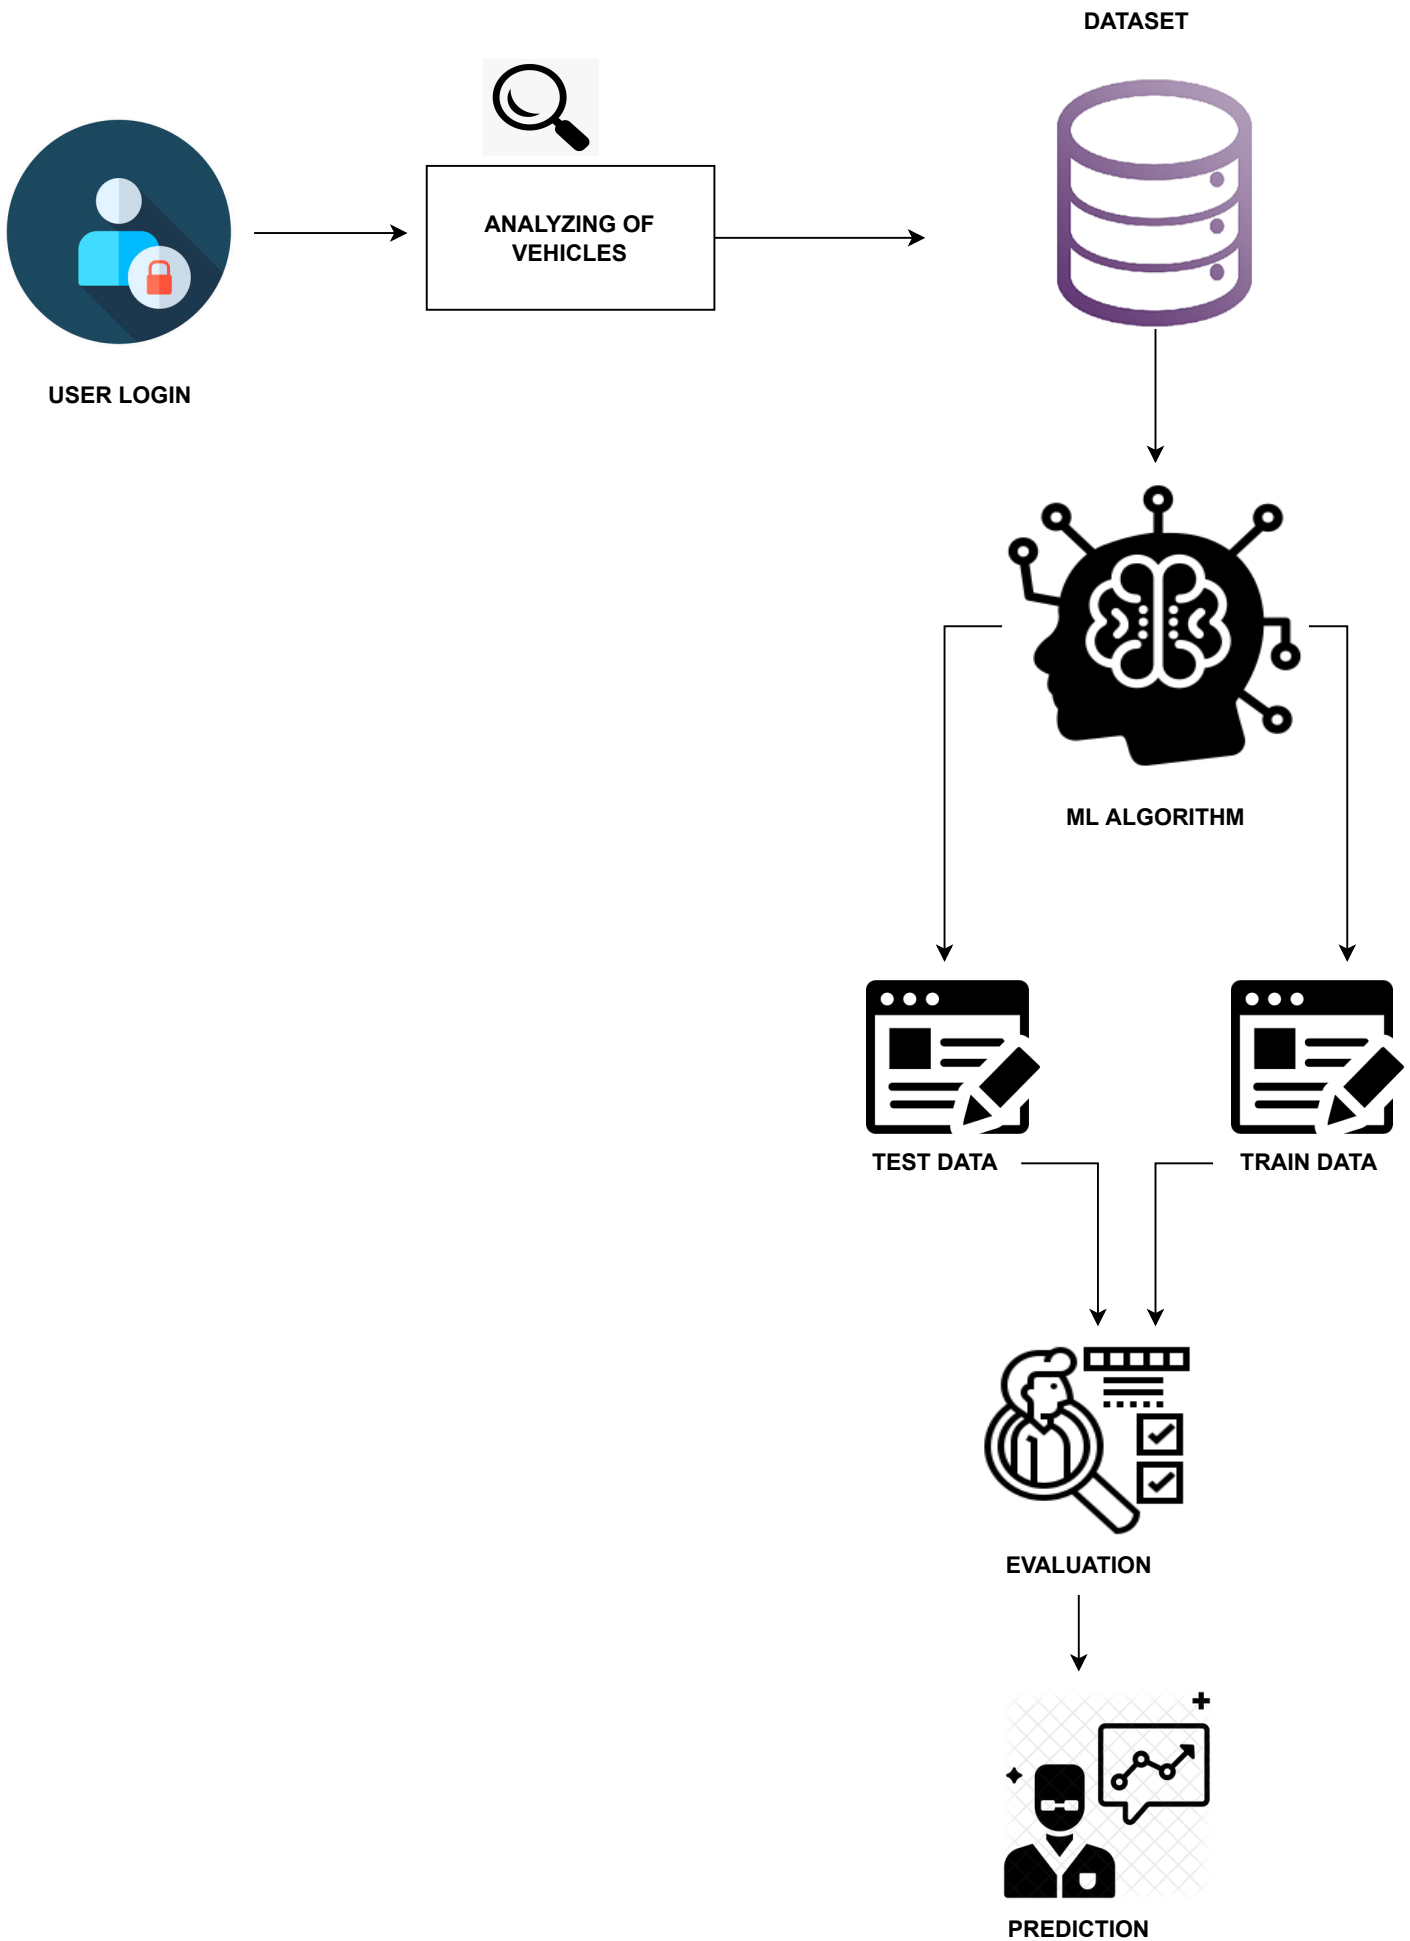 DATASET
ANALYZING OF
VEHICLES
USER LOGIN
ML ALGORITHM
TEST DATA
TRAIN DATA
EVALUATION
PREDICTION